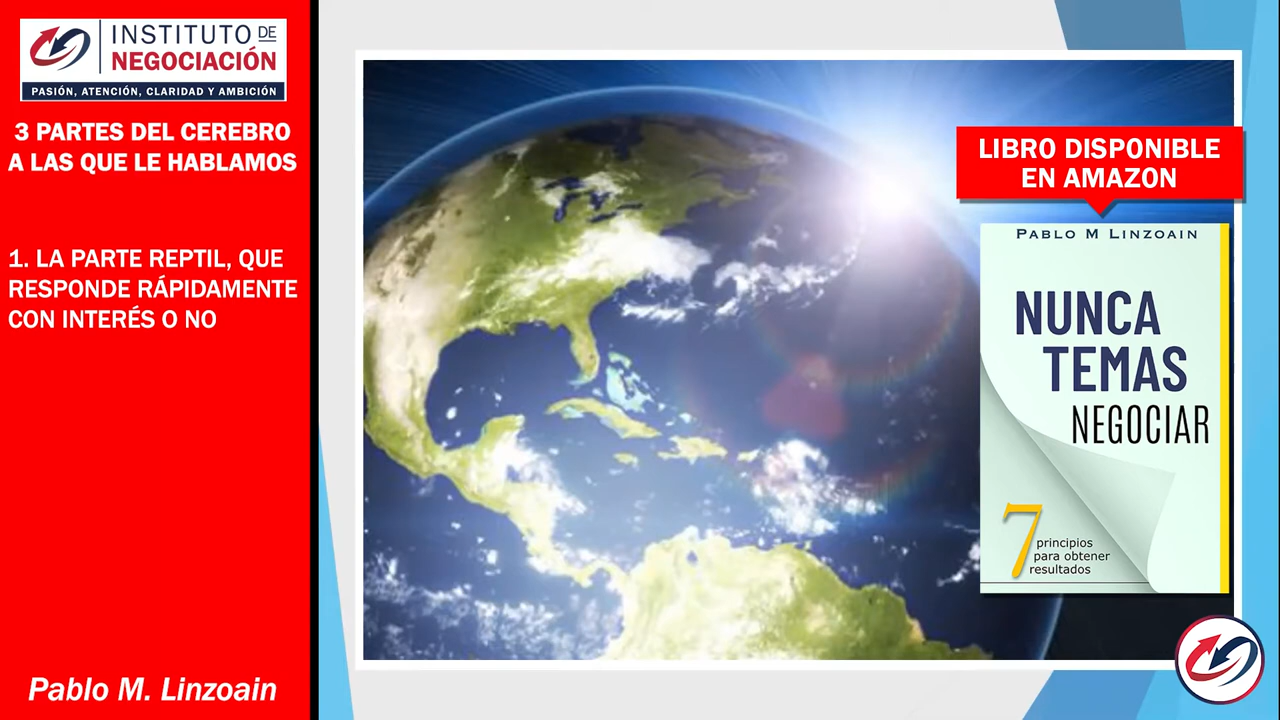 INSTITUTO DE
NEGOCIACIÓN
PASIÓN, ATENCIÓN, CLARIDAD Y AMBICIÓN
3 PARTES DEL CEREBRO
A LAS QUE LE HABLAMOS
1. LA PARTE REPTIL, QUE
RESPONDE RÁPIDAMENTE
CON INTERÉS O NO
Pablo M. Linzoain
LIBRO DISPONIBLE
EN AMAZON
PABLO M LINZOAIN
NUNCA
TEMAS
NEGOCIAR
7 principios
para obtener
resultados